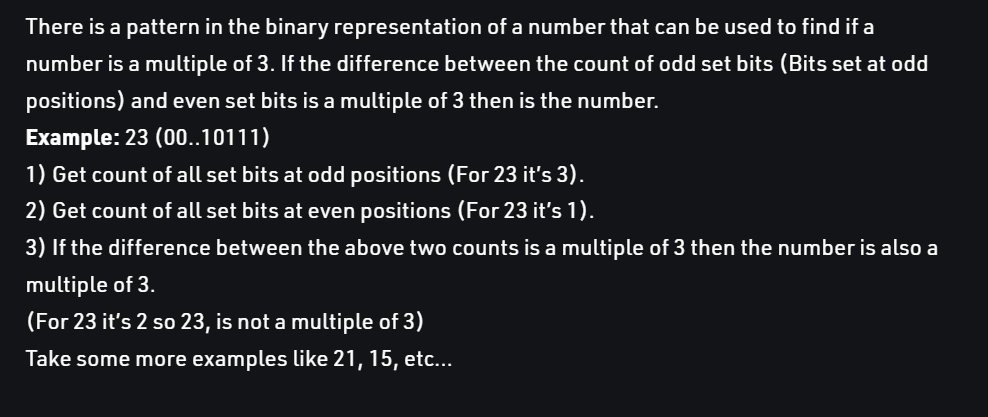 There is a pattern in the binary representation of a number that can be used to find if a
number is a multiple of 3. If the difference between the count of odd set bits (Bits set at odd
positions) and even set bits is a multiple of 3 then is the number.
Example: 23 (00..10111)
1) Get count of all set bits at odd positions (For 23 it’s 3).
2) Get count of all set bits at even positions (For 23 it’s 1).
3) If the difference between the above two counts is a multiple of 3 then the number is also a
multiple of 3.
(For 23 it’s 2 so 23, is not a multiple of 3)
Take some more examples like 21, 15, etc...